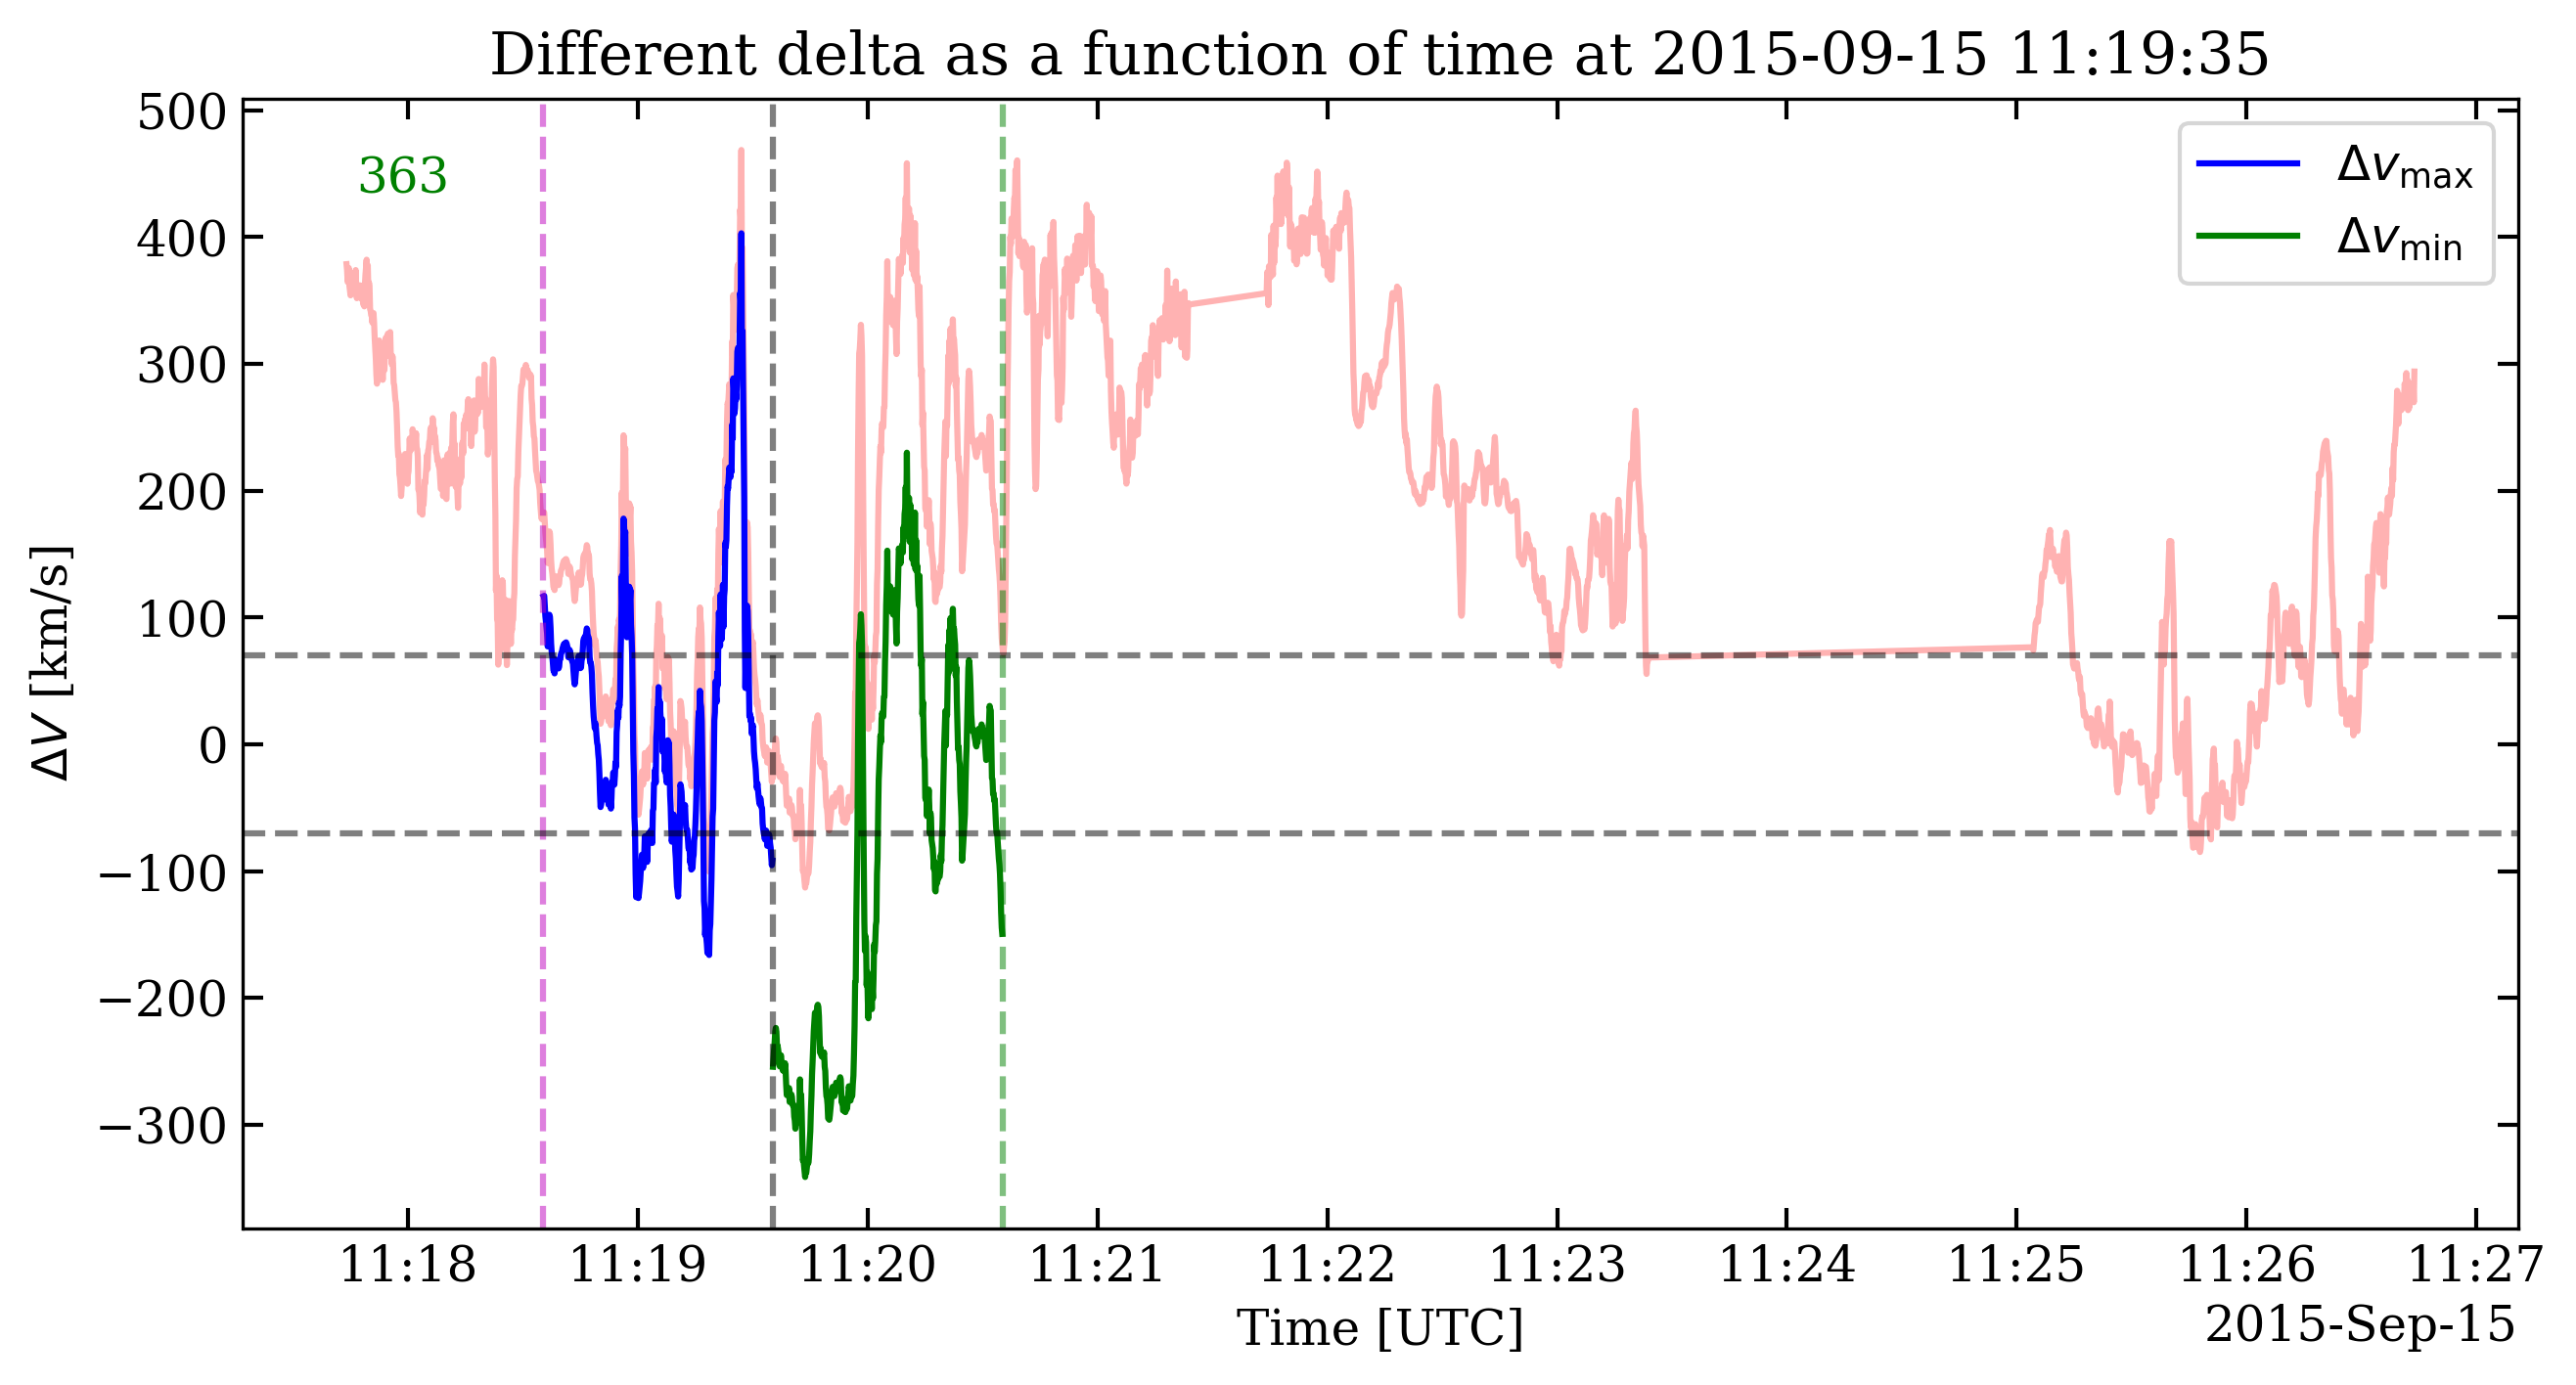 Different delta as a function of time at 2015-09-15 11:19:35
363
Δv_max
Δv_min
ΔV [km/s]
500
400
300
200
100
0
−100
−200
−300
11:18 11:19 11:20 11:21 11:22 11:23 11:24 11:25 11:26 11:27
Time [UTC]
2015-Sep-15